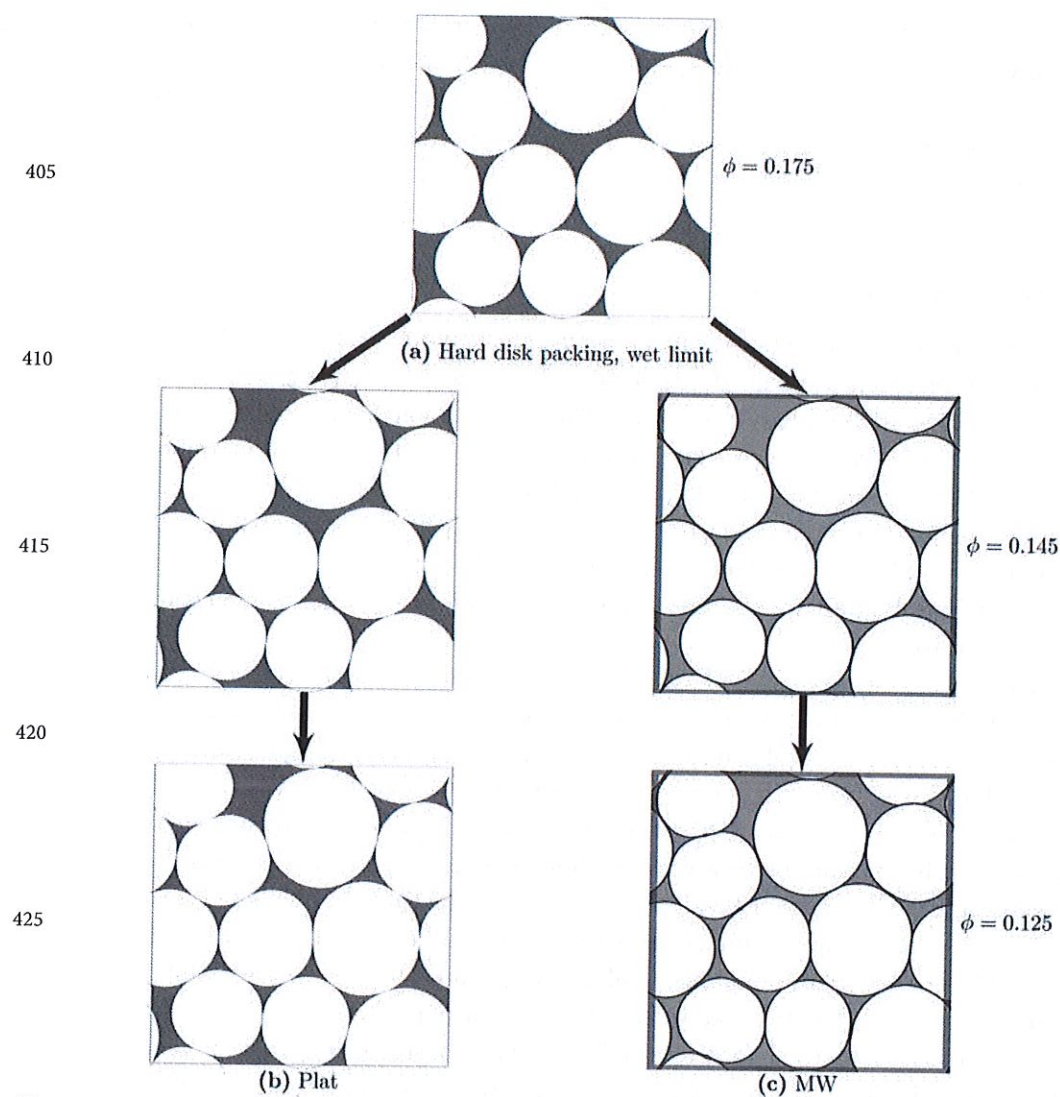 405
ϕ = 0.175
410
(a) Hard disk packing, wet limit
415
ϕ = 0.145
420
425
ϕ = 0.125
(b) Plat
(c) MW